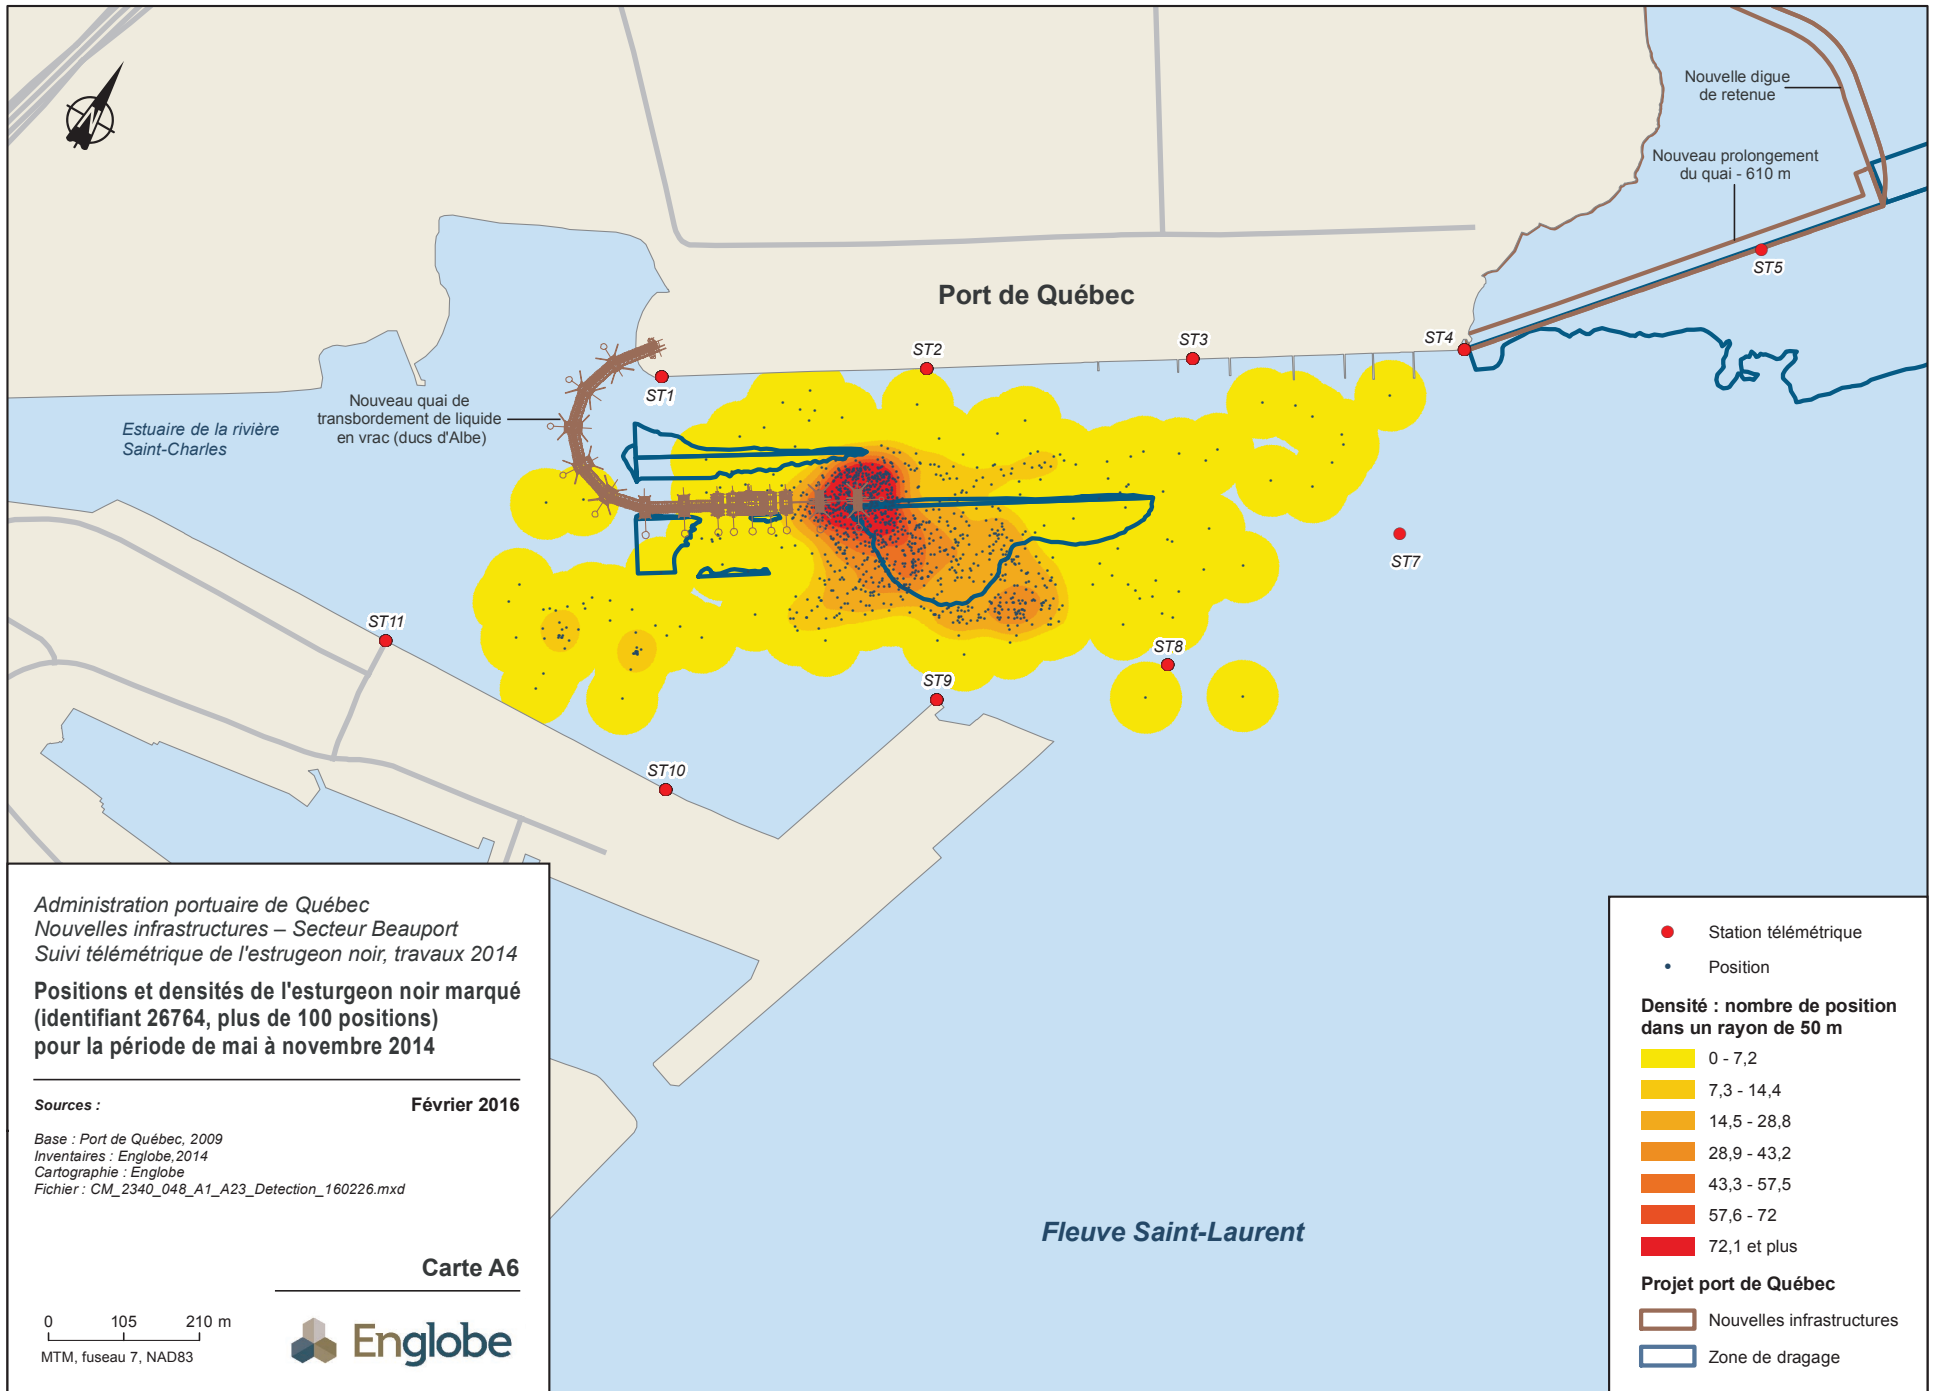 Nouvelle digue
de retenue
Nouveau prolongement
du quai - 610 m
ST5
Port de Québec
ST4
ST3
ST2
ST1
N
Nouveau quai de
transbordement de liquide
en vrac (ducs d'Albe)
Estuaire de la rivière
Saint-Charles
ST7
ST11
ST8
ST9
ST10
Fleuve Saint-Laurent
Administration portuaire de Québec
Nouvelles infrastructures – Secteur Beauport
Suivi télémétrique de l'estrugeon noir, travaux 2014
Positions et densités de l'esturgeon noir marqué
(identifiant 26764, plus de 100 positions)
pour la période de mai à novembre 2014
Sources : Février 2016
Base : Port de Québec, 2009
Inventaires : Englobe,2014
Cartographie : Englobe
Fichier : CM_2340_048_A1_A23_Detection_160226.mxd
Carte A6
0 105 210 m
MTM, fuseau 7, NAD83
Englobe
Station télémétrique
Position
Densité : nombre de position
dans un rayon de 50 m
0 - 7,2
7,3 - 14,4
14,5 - 28,8
28,9 - 43,2
43,3 - 57,5
57,6 - 72
72,1 et plus
Projet port de Québec
Nouvelles infrastructures
Zone de dragage